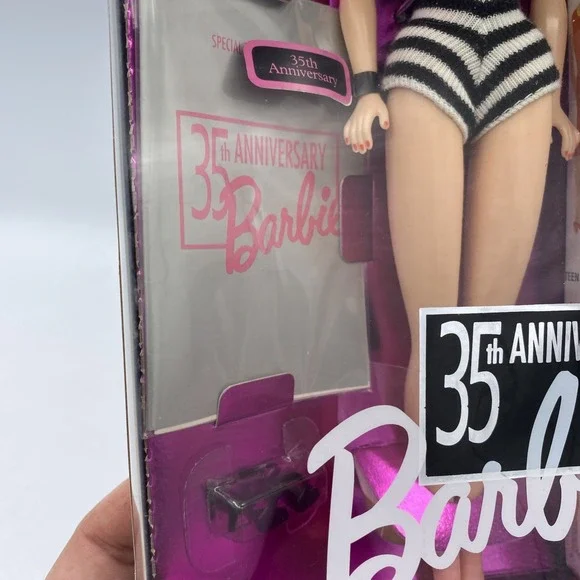 SPECIAL
35th
Anniversary
35th ANNIVERSARY
Barbie
35th ANNIV
Barb